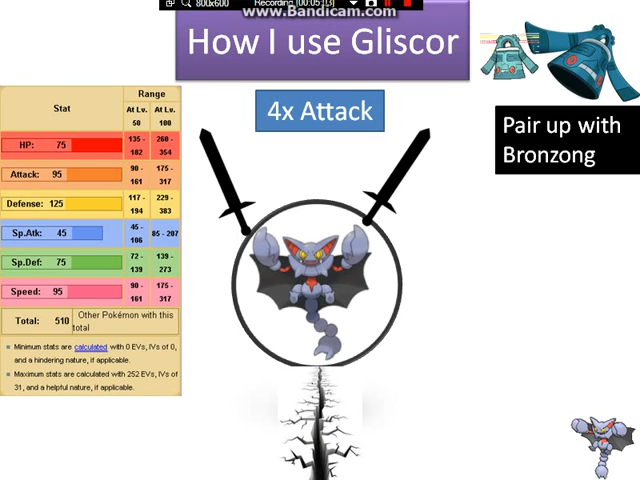 800x600
Recording [00:05:13]
www.Bandicam.com
How I use Gliscor
4x Attack
Pair up with
Bronzong
Stat Range
At Lv. 50 At Lv. 100
HP: 75 135 - 182 260 - 354
Attack: 95 90 - 161 175 - 317
Defense: 125 117 - 194 229 - 383
Sp.Atk: 45 45 - 106 85 - 207
Sp.Def: 75 72 - 139 139 - 273
Speed: 95 90 - 161 175 - 317
Total: 510 Other Pokémon with this total
Minimum stats are calculated with 0 EVs, IVs of 0,
and a hindering nature, if applicable.
Maximum stats are calculated with 252 EVs, IVs of
31, and a helpful nature, if applicable.